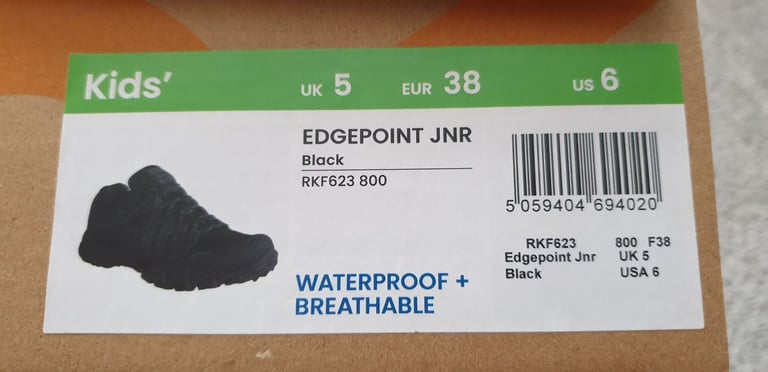 Kids' UK 5 EUR 38 US 6
EDGEPOINT JNR
Black
RKF623 800
WATERPROOF +
BREATHABLE
5 059404 694020
RKF623 800 F38
Edgepoint Jnr UK 5
Black USA 6